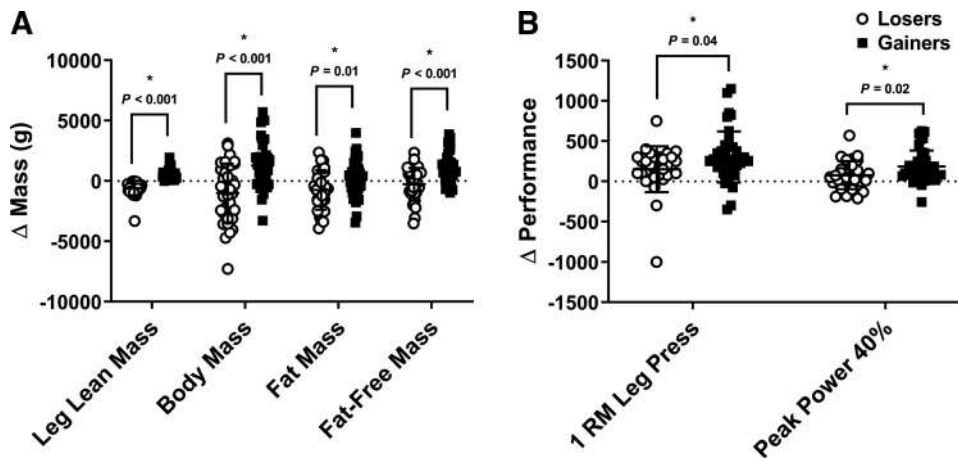 A
Δ Mass (g)
10000
5000
0
-5000
-10000
*
P < 0.001
*
P < 0.001
*
P = 0.01
*
P < 0.001
Leg Lean Mass
Body Mass
Fat Mass
Fat-Free Mass
B
Losers
Gainers
Δ Performance
1500
1000
500
0
-500
-1000
-1500
*
P = 0.04
*
P = 0.02
1 RM Leg Press
Peak Power 40%